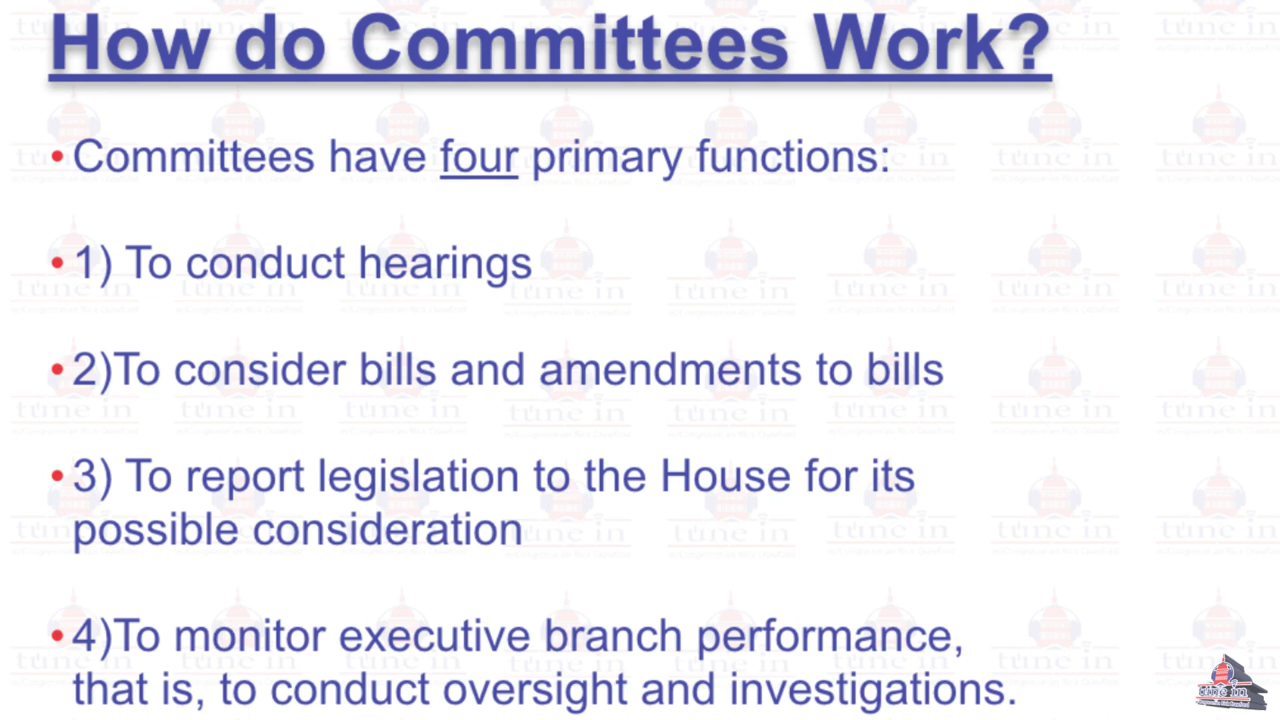 How do Committees Work?
•Committees have four primary functions:
•1) To conduct hearings
•2)To consider bills and amendments to bills
•3) To report legislation to the House for its
possible consideration
•4)To monitor executive branch performance,
that is, to conduct oversight and investigations.
tune in